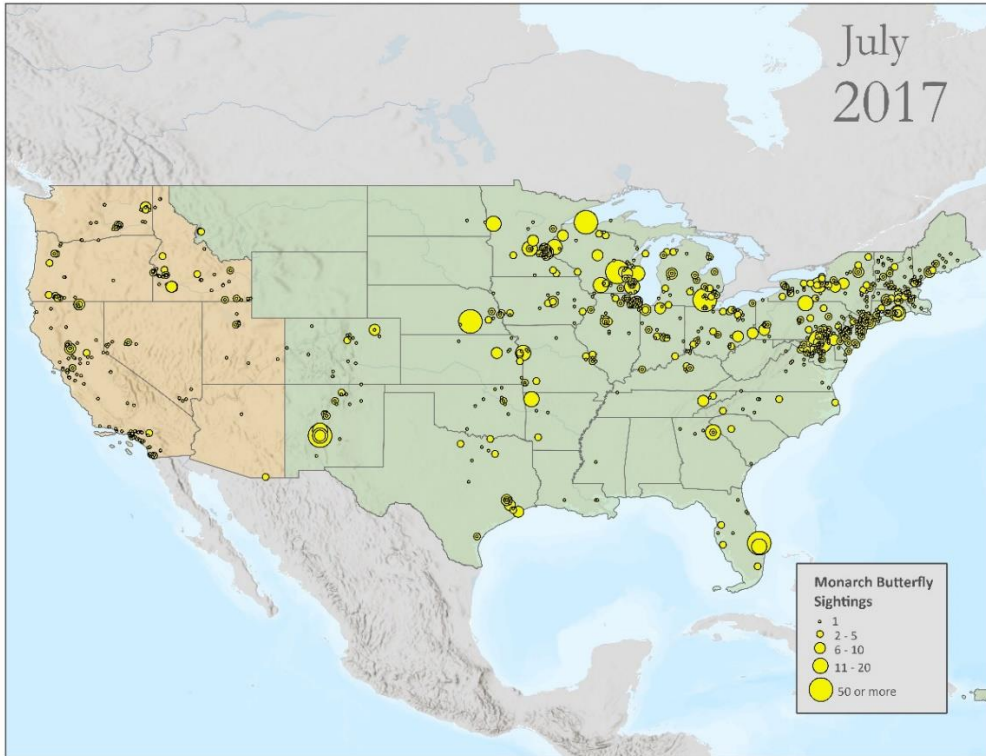 July
2017
Monarch Butterfly
Sightings
1
2 - 5
6 - 10
11 - 20
50 or more